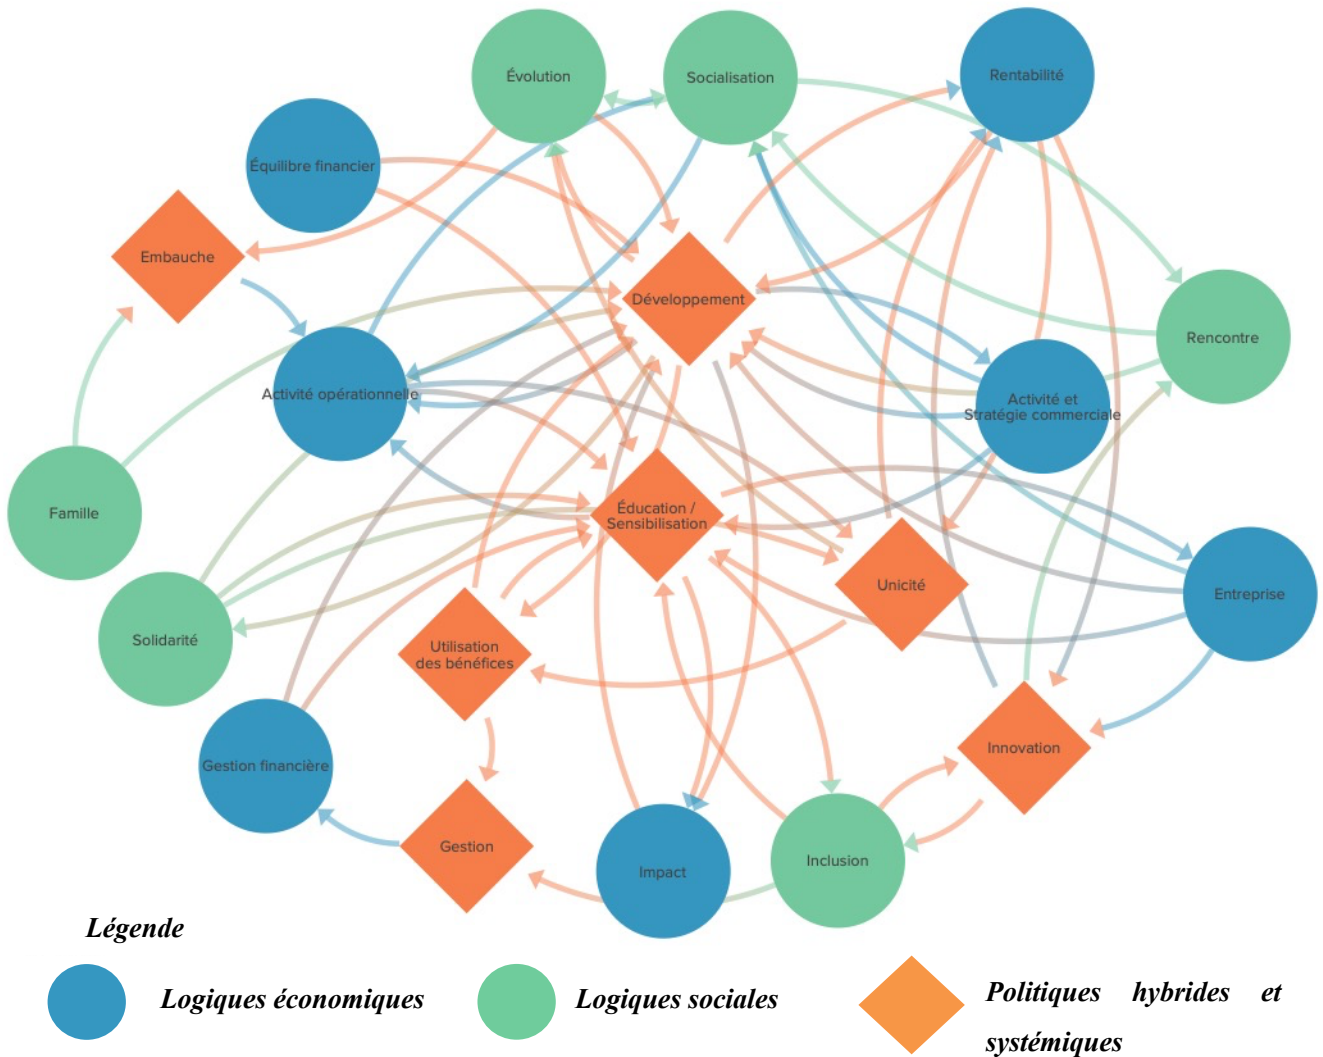 Évolution
Socialisation
Rentabilité
Équilibre financier
Embauche
Développement
Rencontre
Activité opérationnelle
Activité et
Stratégie commerciale
Famille
Éducation /
Sensibilisation
Unicité
Entreprise
Solidarité
Utilisation
des bénéfices
Innovation
Gestion financière
Gestion
Impact
Inclusion
Légende
Logiques économiques
Logiques sociales
Politiques hybrides et
systémiques